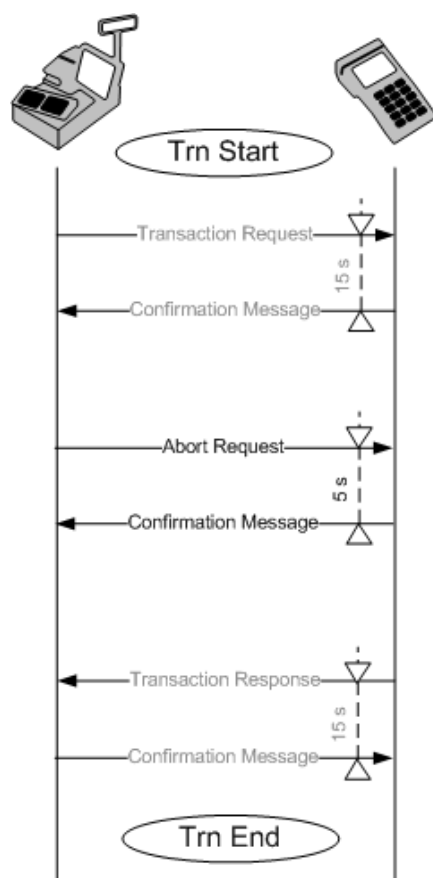 Trn Start
Transaction Request
15 s
Confirmation Message
Abort Request
5 s
Confirmation Message
Transaction Response
15 s
Confirmation Message
Trn End